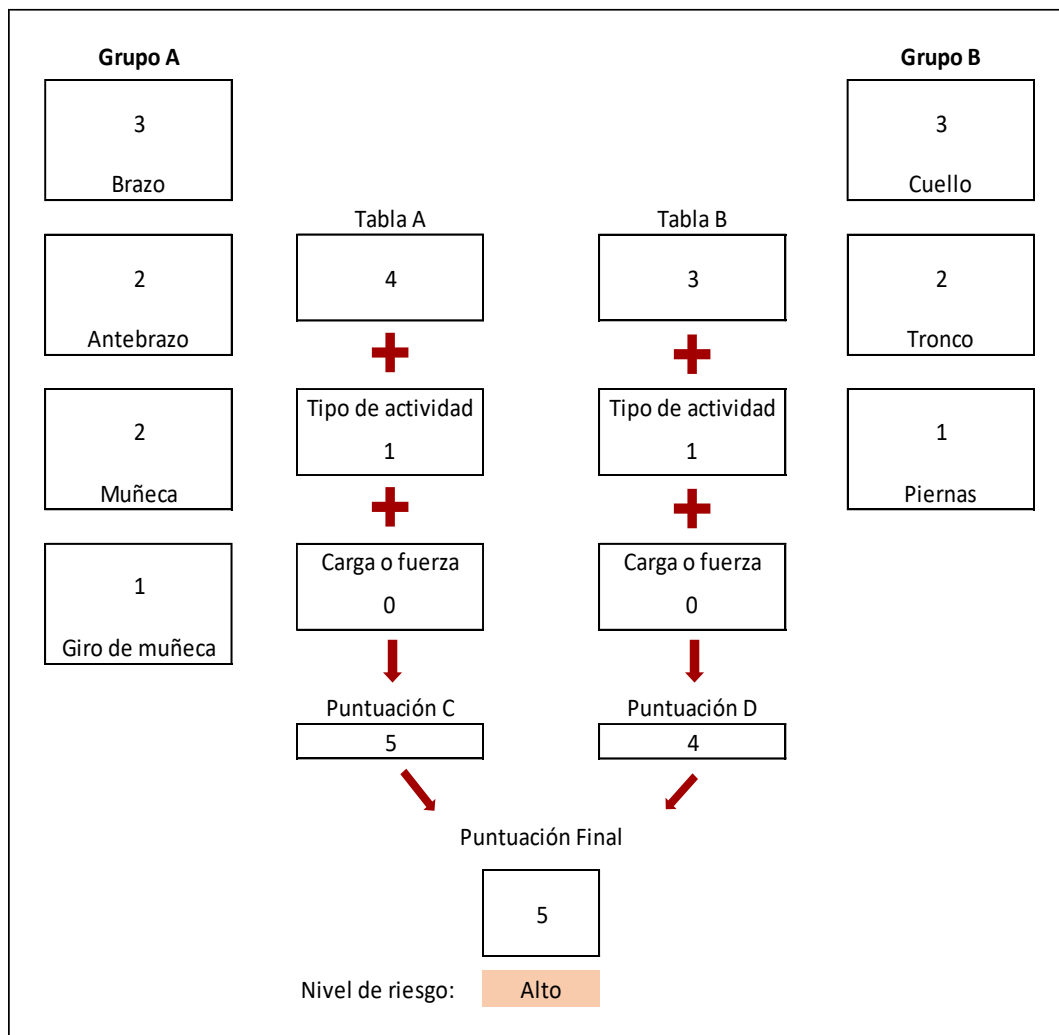 Grupo A
3
Brazo
2
Antebrazo
2
Muñeca
1
Giro de muñeca
Tabla A
4
Tipo de actividad
1
Carga o fuerza
0
Puntuación C
5
Tabla B
3
Tipo de actividad
1
Carga o fuerza
0
Puntuación D
4
Grupo B
3
Cuello
2
Tronco
1
Piernas
Puntuación Final
5
Nivel de riesgo: Alto